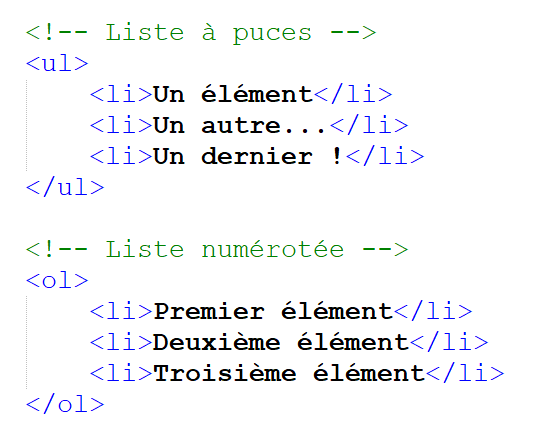 <!-- Liste à puces -->
<ul>
    <li>Un élément</li>
    <li>Un autre...</li>
    <li>Un dernier !</li>
</ul>

<!-- Liste numérotée -->
<ol>
    <li>Premier élément</li>
    <li>Deuxième élément</li>
    <li>Troisième élément</li>
</ol>